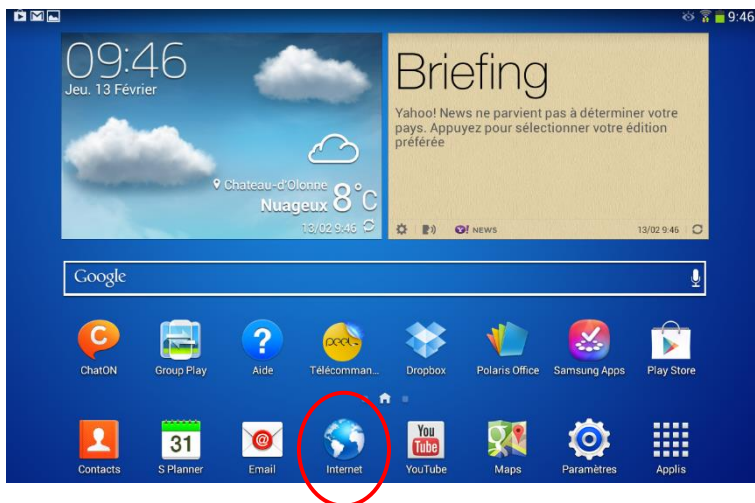 9:46
09:46
Jeu. 13 Février
Chateau-d'Olonne
Nuageux 8°C
13/02 9:46
Briefing
Yahoo! News ne parvient pas à déterminer votre
pays. Appuyez pour sélectionner votre édition
préférée
Y! NEWS
13/02 9:46
Google
C
ChatON
Group Play
?
Aide
peel
Télécomman...
Dropbox
Polaris Office
Samsung Apps
Play Store
Contacts
31
S Planner
@
Email
Internet
You
Tube
YouTube
Maps
Paramètres
Applis